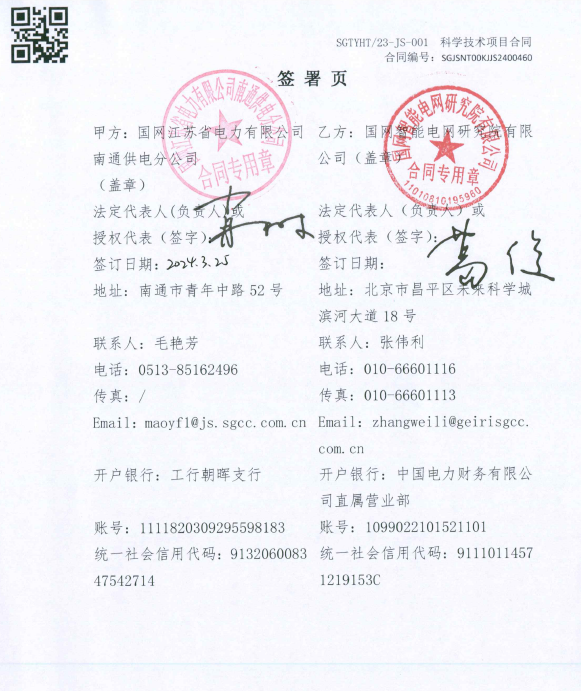 SGTYHT/23-JS-001 科学技术项目合同
合同编号：SGJSNT00KJJS2400460
签署页
甲方：国网江苏省电力有限公司
南通供电分公司
（盖章）
法定代表人(负责人)或
授权代表（签字）：
签订日期：2024.3.25
地址：南通市青年中路 52 号
联系人：毛艳芳
电话：0513-85162496
传真：/
Email：maoyf1@js.sgcc.com.cn
开户银行：工行朝晖支行
账号：1111820309295598183
统一社会信用代码：9132060083
47542714
乙方：国网智能电网研究院有限
公司（盖章）
法定代表人（负责人）或
授权代表（签字）：
签订日期：
地址：北京市昌平区未来科学城
滨河大道 18 号
联系人：张伟利
电话：010-66601116
传真：010-66601113
Email：zhangweili@geirisgcc.
com.cn
开户银行：中国电力财务有限公
司直属营业部
账号：1099022101521101
统一社会信用代码：9111011457
1219153C
国网江苏省电力有限公司南通供电分公司
合同专用章
国网智能电网研究院有限公司
合同专用章
11010810195960